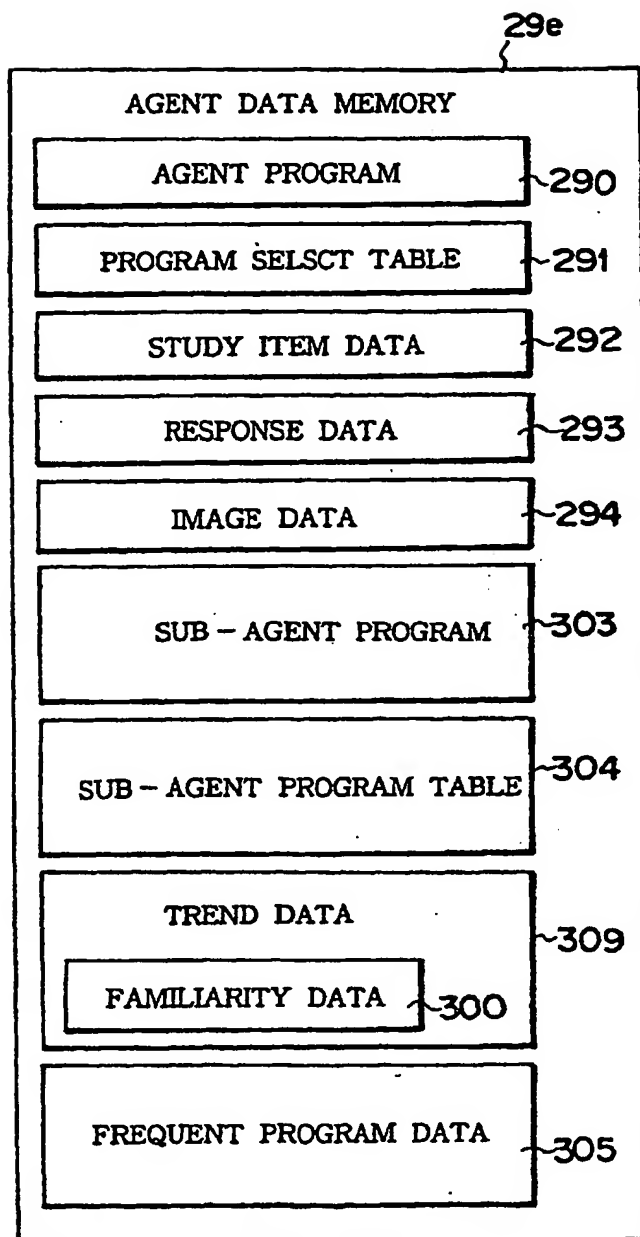 29e
AGENT DATA MEMORY
AGENT PROGRAM 290
PROGRAM SELSCT TABLE 291
STUDY ITEM DATA 292
RESPONSE DATA 293
IMAGE DATA 294
SUB-AGENT PROGRAM 303
SUB-AGENT PROGRAM TABLE 304
TREND DATA 309
FAMILIARITY DATA 300
FREQUENT PROGRAM DATA 305